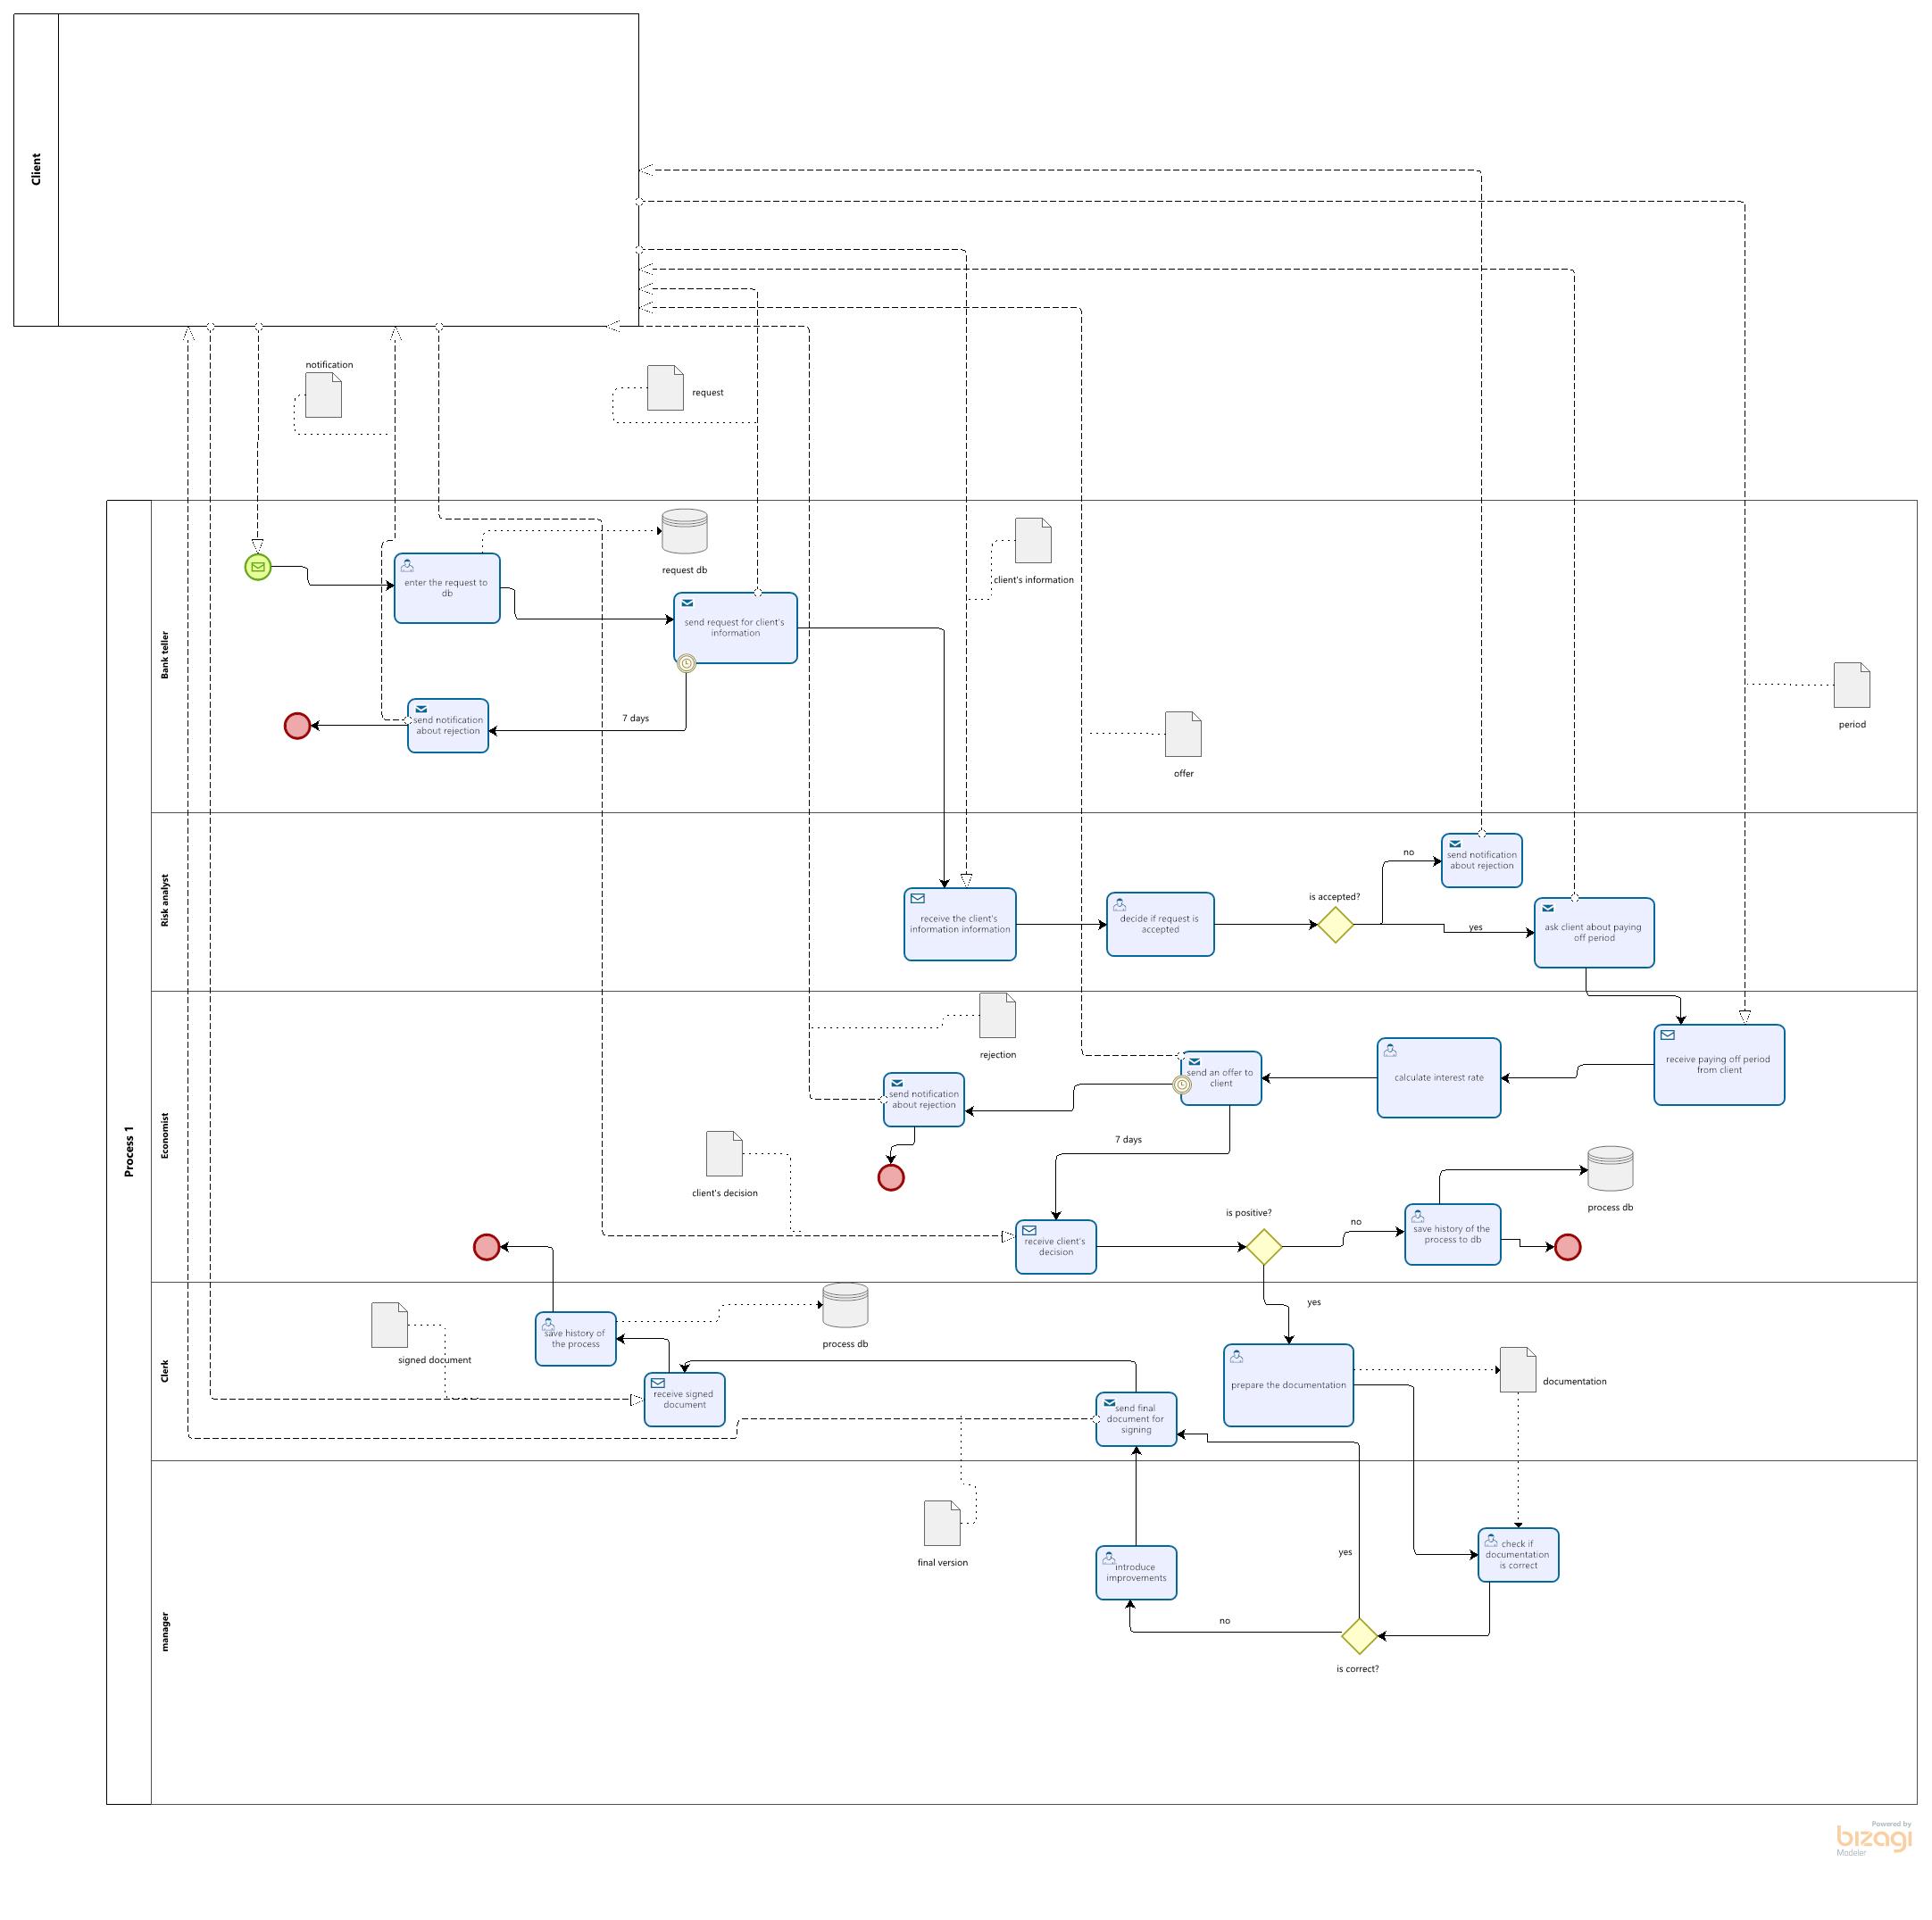 Client
notification
request
Process 1
Bank teller
request db
client's information
enter the request to
db
send request for client's
information
send notification
about rejection
7 days
period
offer
Risk analyst
send notification
about rejection
no
is accepted?
receive the client's
information information
decide if request is
accepted
yes
ask client about paying
off period
Economist
rejection
receive paying off period
from client
calculate interest rate
send an offer to
client
send notification
about rejection
7 days
client's decision
process db
is positive?
no
save history of the
process to db
receive client's
decision
Clerk
yes
save history of
the process
process db
signed document
receive signed
document
prepare the documentation
documentation
send final
document for
signing
manager
final version
yes
check if
documentation
is correct
introduce
improvements
no
is correct?
Powered by
bizagi
Modeler